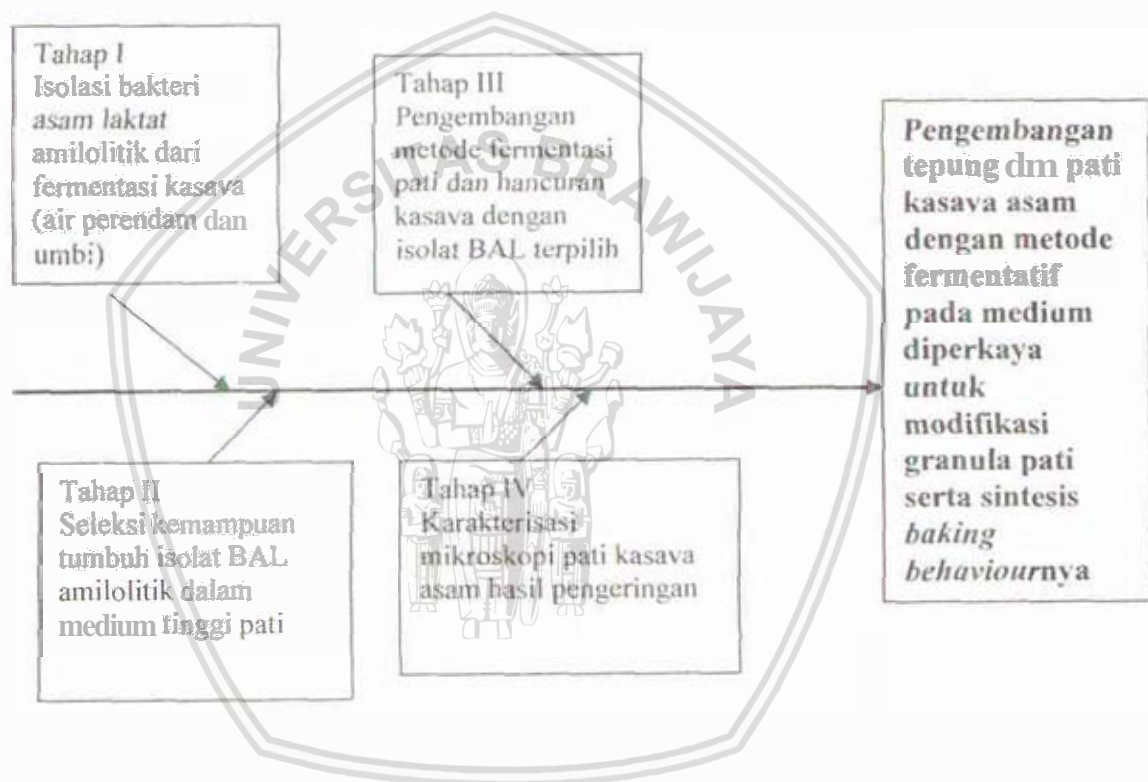 Tahap I
Isolasi bakteri
asam laktat
amilolitik dari
fermentasi kasava
(air perendam dan
umbi)
Tahap III
Pengembangan
metode fermentasi
pati dan hancuran
kasava dengan
isolat BAL terpilih
Pengembangan
tepung dm pati
kasava asam
dengan metode
fermentatif
pada medium
diperkaya
untuk
modifikasi
granula pati
serta sintesis
baking
behaviournya
Tahap II
Seleksi kemampuan
tumbuh isolat BAL
amilolitik dalam
medium tinggi pati
Tahap IV
Karakterisasi
mikroskopi pati kasava
asam hasil pengeringan
UNIVERSITAS BRAWIJAYA